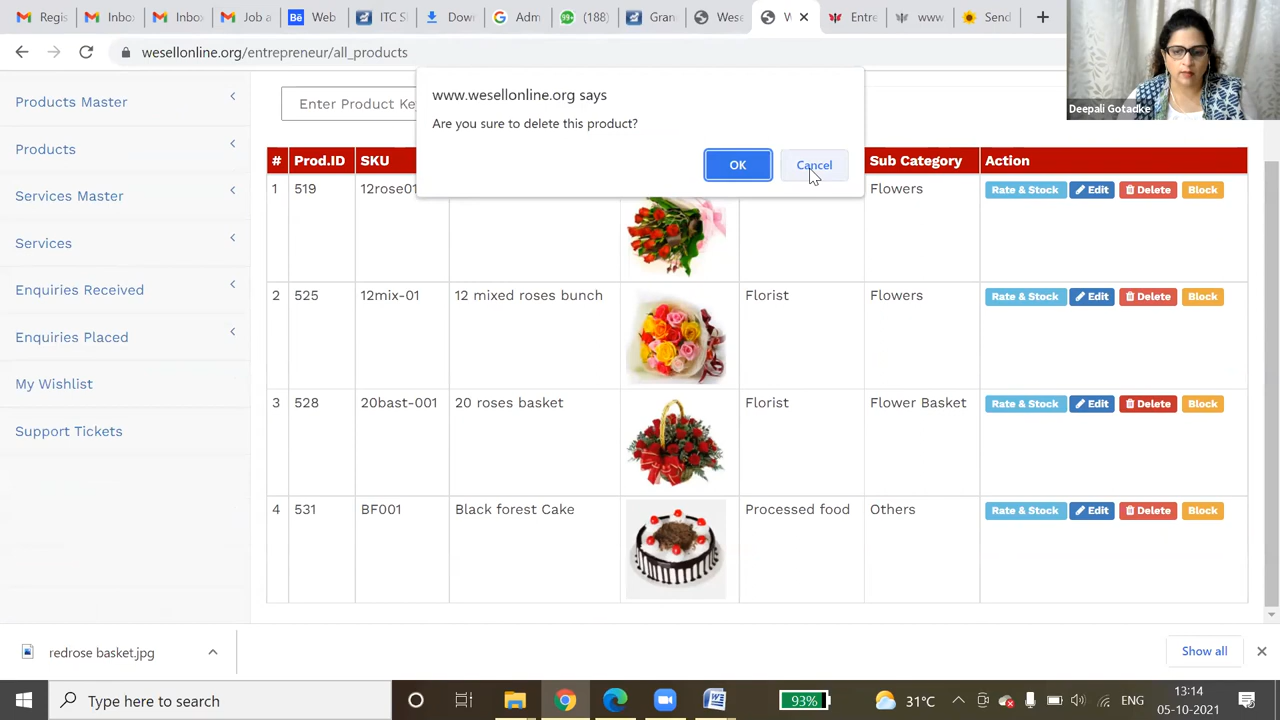 Regis
Inbo
Inbo
Job a
Web
ITC S
Dow
Adm
(188)
Gran
Wese
W
Entre
www
Send
wesellonline.org/entrepreneur/all_products
Deepali Gotadke
www.wesellonline.org says
Are you sure to delete this product?
OK
Cancel
Products Master
Products
Services Master
Services
Enquiries Received
Enquiries Placed
My Wishlist
Support Tickets
Enter Product Ke
# Prod.ID SKU Sub Category Action
1 519 12rose01 Flowers Rate & Stock Edit Delete Block
2 525 12mix-01 12 mixed roses bunch Florist Flowers Rate & Stock Edit Delete Block
3 528 20bast-001 20 roses basket Florist Flower Basket Rate & Stock Edit Delete Block
4 531 BF001 Black forest Cake Processed food Others Rate & Stock Edit Delete Block
redrose basket.jpg
Show all
Type here to search
93%
31°C
ENG
13:14
05-10-2021